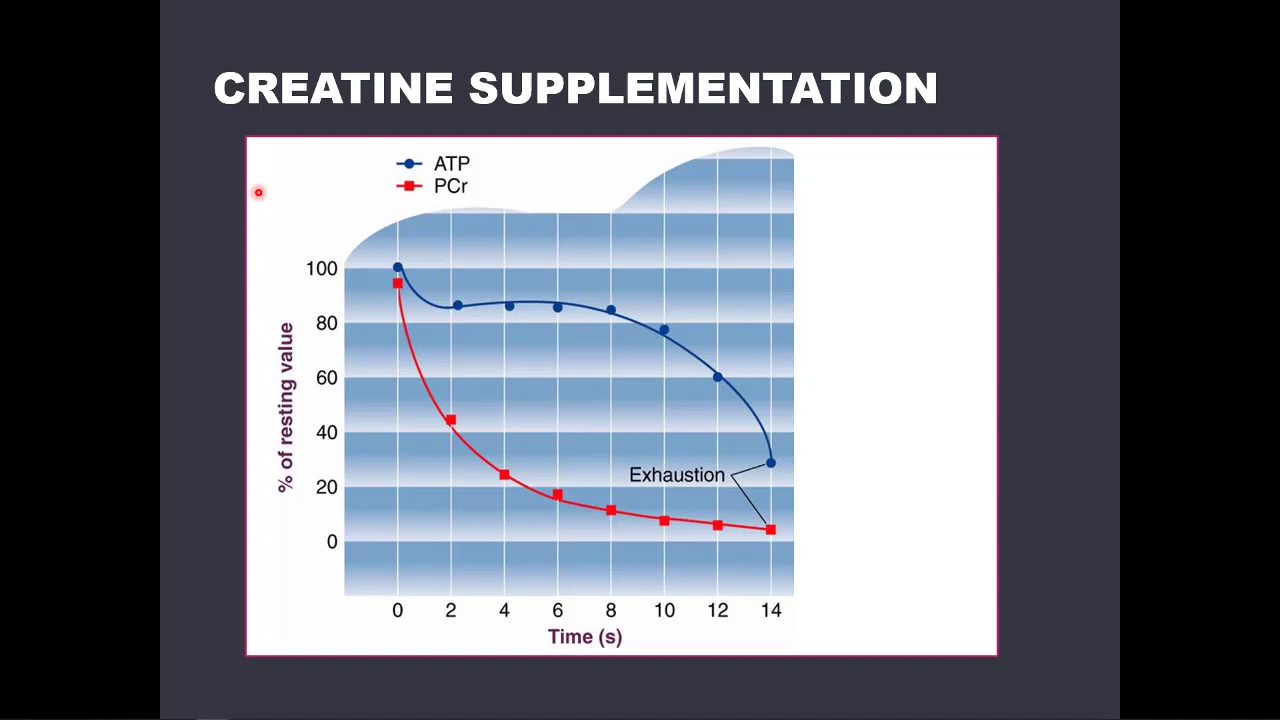 CREATINE SUPPLEMENTATION
ATP
PCr
100
80
60
40
20
0
% of resting value
Exhaustion
0 2 4 6 8 10 12 14
Time (s)